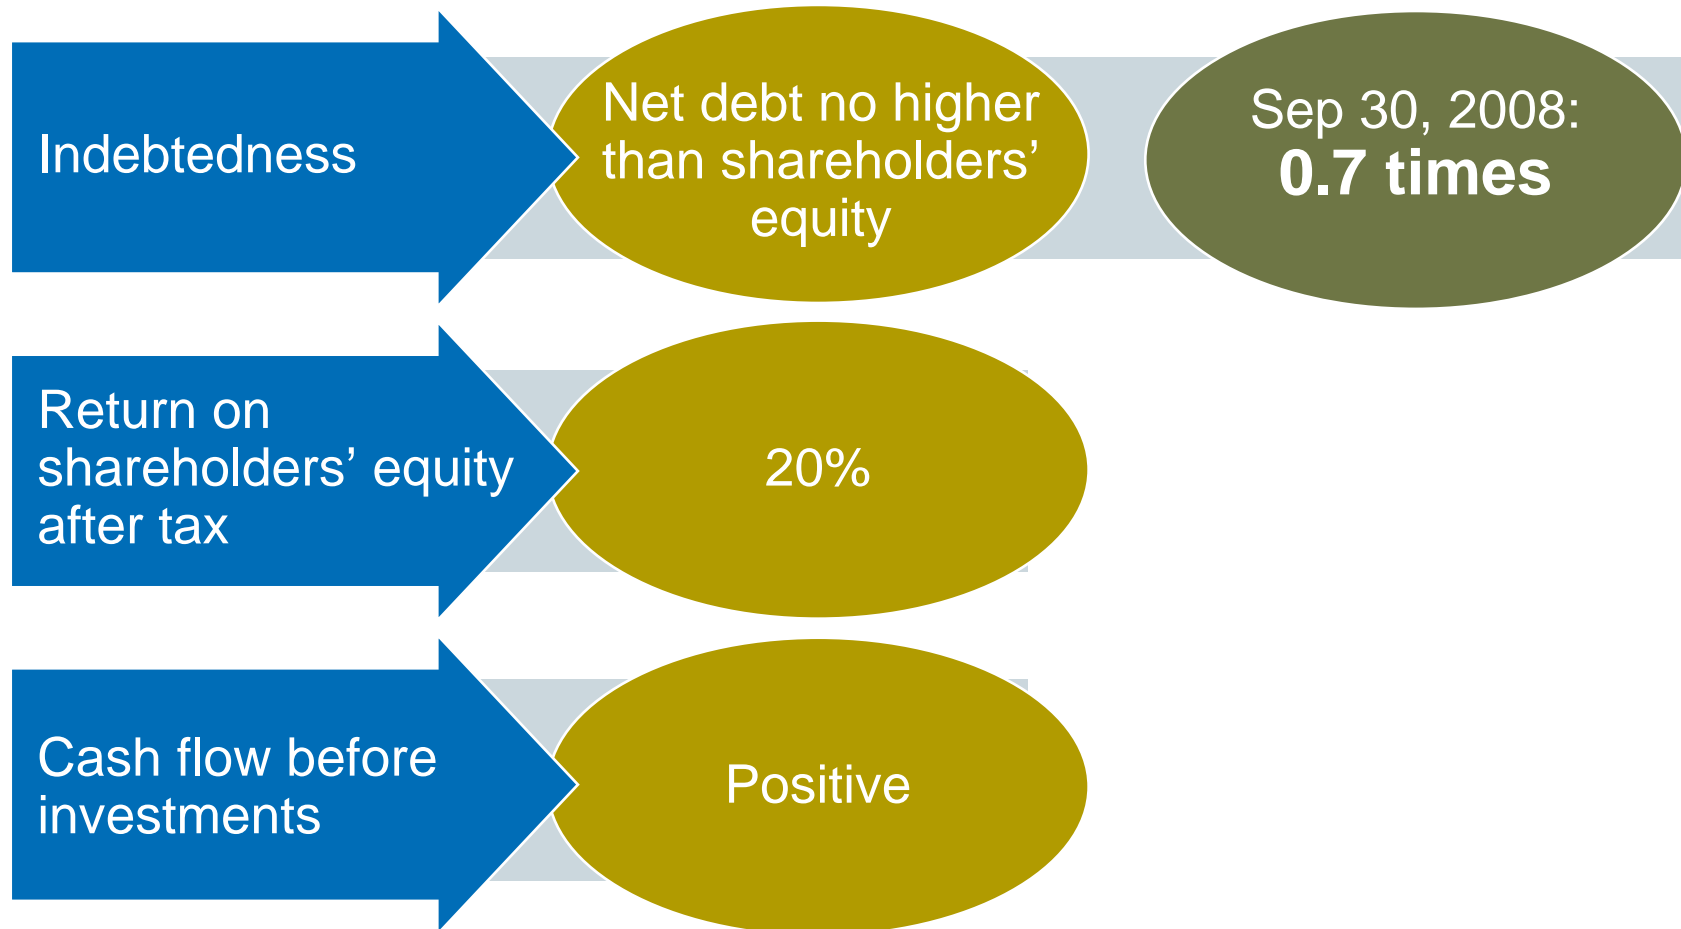 Indebtedness
Net debt no higher
than shareholders’
equity
Sep 30, 2008:
0.7 times
Return on
shareholders’ equity
after tax
20%
Cash flow before
investments
Positive